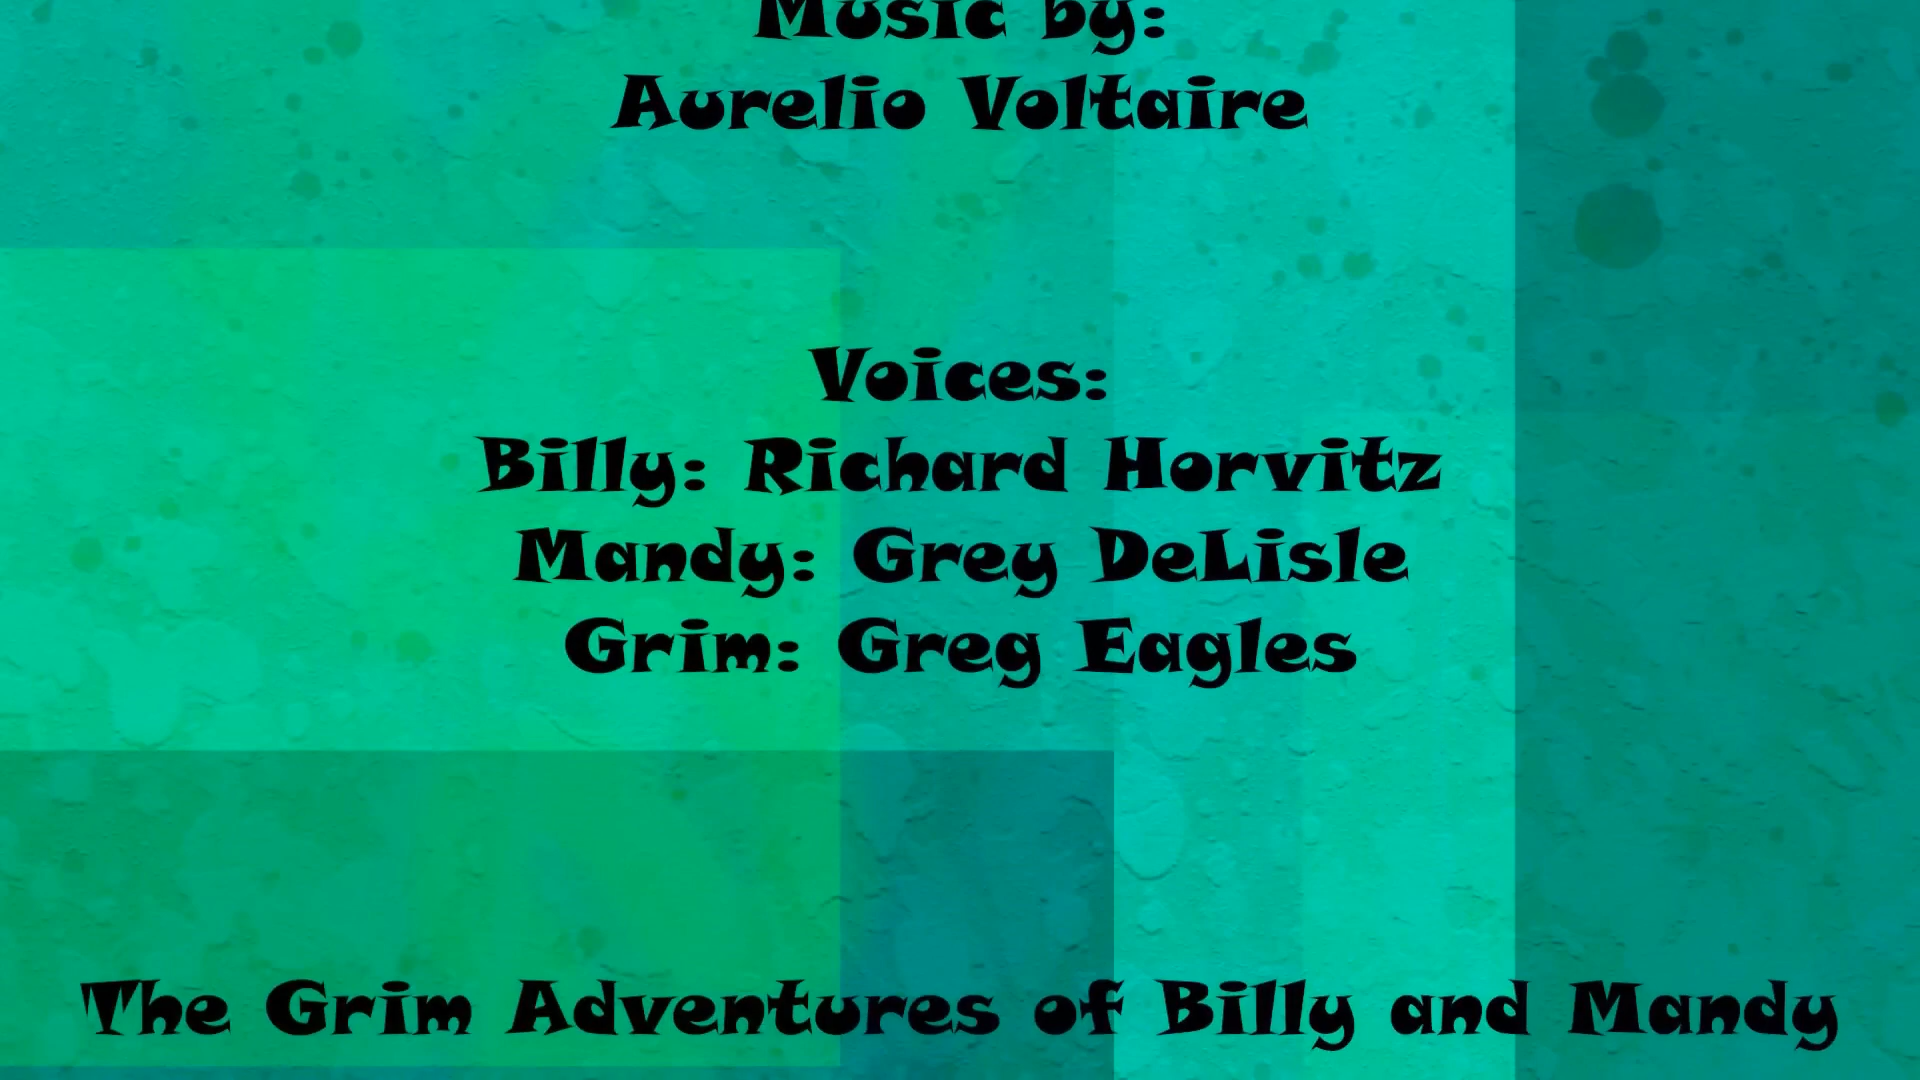 Music by:
Aurelio Voltaire
Voices:
Billy: Richard Horvitz
Mandy: Grey DeLisle
Grim: Greg Eagles
The Grim Adventures of Billy and Mandy